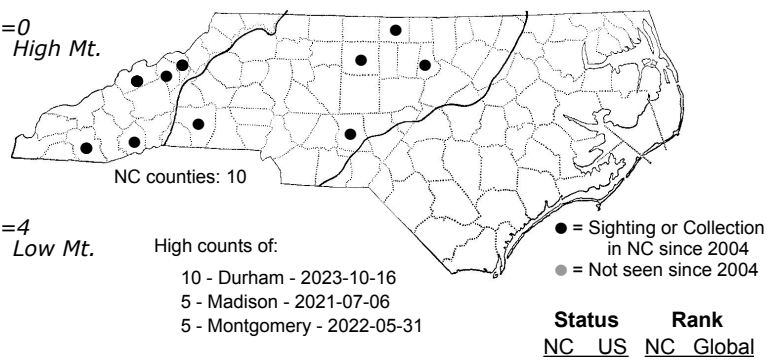 =0
High Mt.
NC counties: 10
=4
Low Mt.
High counts of:
10 - Durham - 2023-10-16
5 - Madison - 2021-07-06
5 - Montgomery - 2022-05-31
● = Sighting or Collection
in NC since 2004
● = Not seen since 2004
Status Rank
NC US NC Global